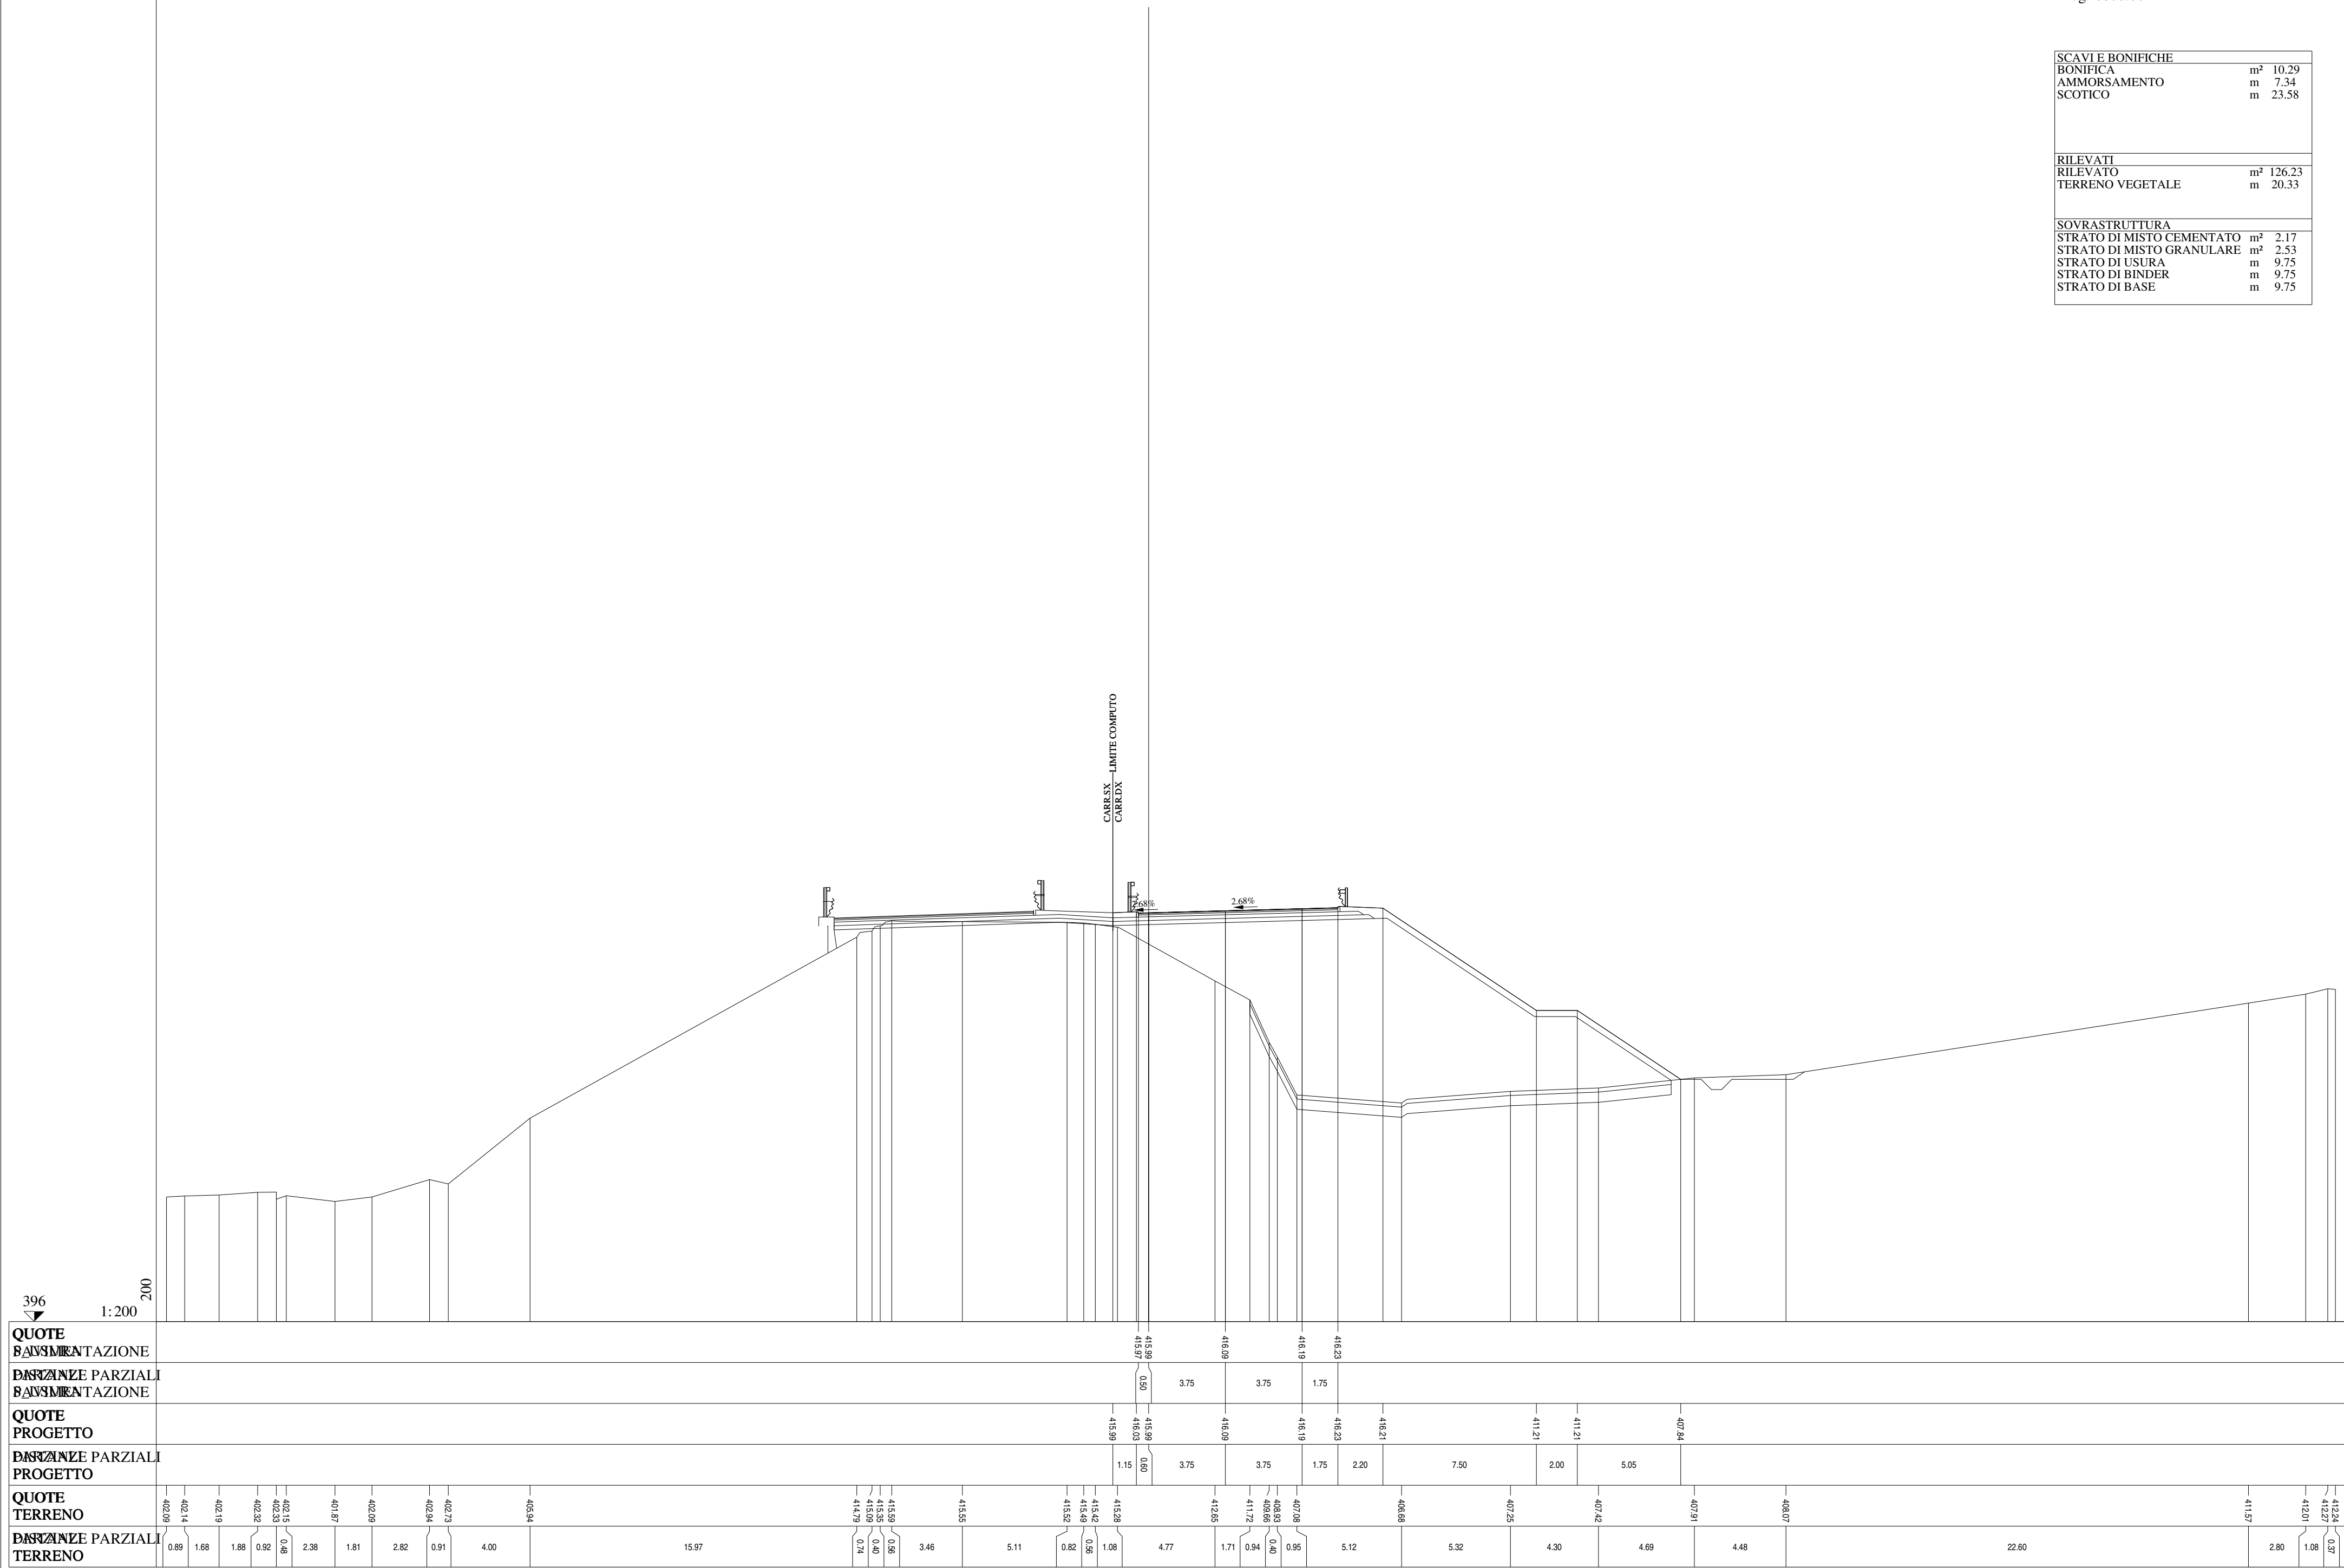 SCAVI E BONIFICHE
BONIFICA m² 10.29
AMMORSAMENTO m 7.34
SCOTICO m 23.58
RILEVATI
RILEVATO m² 126.23
TERRENO VEGETALE m 20.33
SOVRASTRUTTURA
STRATO DI MISTO CEMENTATO m² 2.17
STRATO DI MISTO GRANULARE m² 2.53
STRATO DI USURA m 9.75
STRATO DI BINDER m 9.75
STRATO DI BASE m 9.75
LIMITE COMPUTO
CARR.SX
CARR.DX
2.68%
2.68%
396
1:200
200
QUOTE
PAVIMENTAZIONE
415.97 415.99 416.09 416.19 416.23
PARZIALI
PAVIMENTAZIONE
0.50 3.75 3.75 1.75
QUOTE
PROGETTO
415.99 416.03 415.99 416.09 416.19 416.23 416.21 411.21 411.21 407.84
DISTANZE PARZIALI
PROGETTO
1.15 0.60 3.75 3.75 1.75 2.20 7.50 2.00 5.05
QUOTE
TERRENO
402.09 402.14 402.19 402.32 402.33 402.15 401.87 402.09 402.94 402.73 405.94 414.79 415.09 415.35 415.59 415.55 415.52 415.49 415.42 415.28 412.65 411.72 409.66 408.93 407.08 406.68 407.25 407.42 407.91 408.07 411.57 412.01 412.27 412.24
DISTANZE PARZIALI
TERRENO
0.89 1.68 1.88 0.92 0.48 2.38 1.81 2.82 0.91 4.00 15.97 0.74 0.40 0.56 3.46 5.11 0.82 0.56 1.08 4.77 1.71 0.94 0.40 0.95 5.12 5.32 4.30 4.69 4.48 22.60 2.80 1.08 0.37